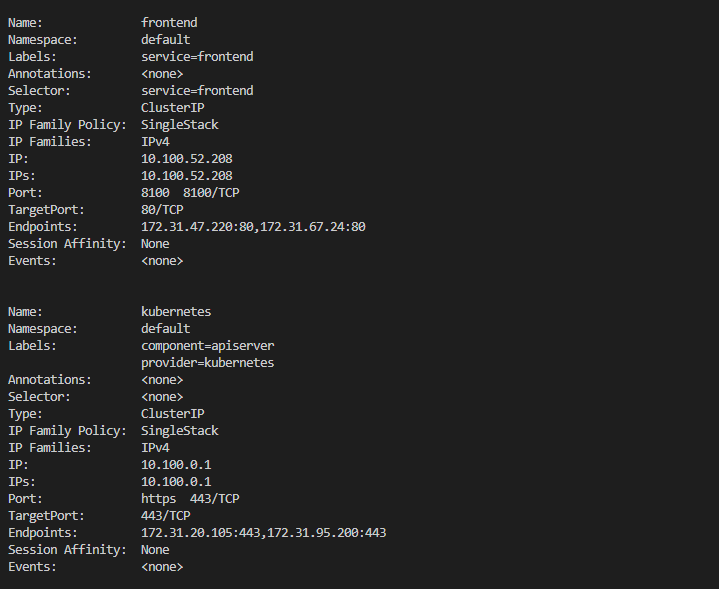 Name:              frontend
Namespace:         default
Labels:            service=frontend
Annotations:       <none>
Selector:          service=frontend
Type:              ClusterIP
IP Family Policy:  SingleStack
IP Families:       IPv4
IP:                10.100.52.208
IPs:               10.100.52.208
Port:              8100  8100/TCP
TargetPort:        80/TCP
Endpoints:         172.31.47.220:80,172.31.67.24:80
Session Affinity:  None
Events:            <none>
Name:              kubernetes
Namespace:         default
Labels:            component=apiserver
                   provider=kubernetes
Annotations:       <none>
Selector:          <none>
Type:              ClusterIP
IP Family Policy:  SingleStack
IP Families:       IPv4
IP:                10.100.0.1
IPs:               10.100.0.1
Port:              https  443/TCP
TargetPort:        443/TCP
Endpoints:         172.31.20.105:443,172.31.95.200:443
Session Affinity:  None
Events:            <none>